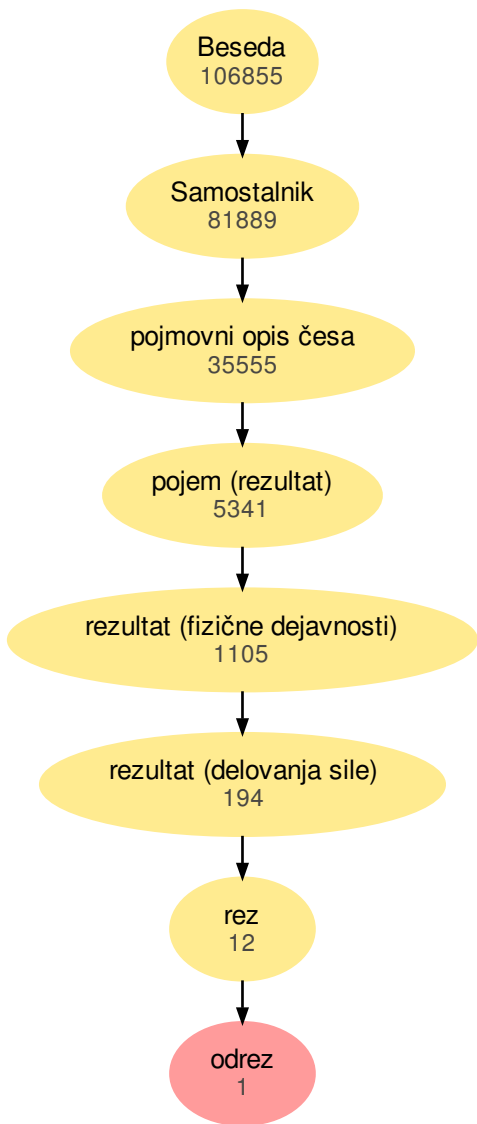 Beseda
106855
Samostalnik
81889
pojmovni opis česa
35555
pojem (rezultat)
5341
rezultat (fizične dejavnosti)
1105
rezultat (delovanja sile)
194
rez
12
odrez
1